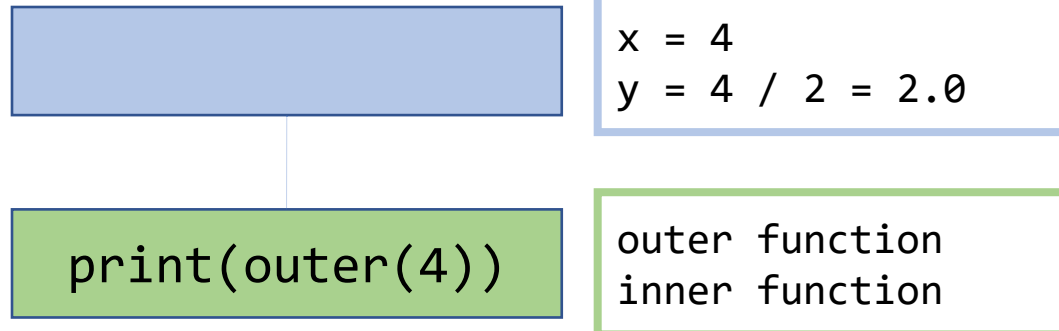 x = 4
y = 4 / 2 = 2.0
print(outer(4))
outer function
inner function